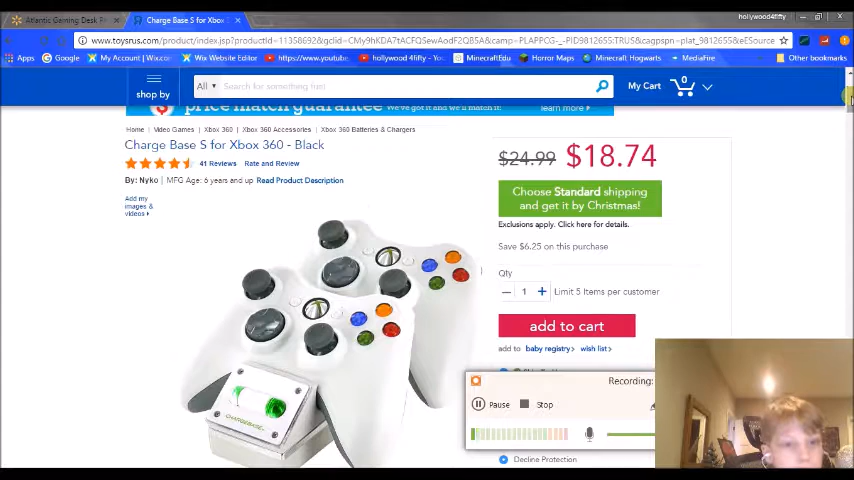 Atlantic Gaming Desk
Charge Base S for Xbox
hollywood4fifty
www.toysrus.com/product/index.jsp?productId=11358692&gclid=CMy9hKDA7tACFQSewAodF2QB5A&camp=PLAPPCG-_-PID9812655:TRUS&cagpspn=plat_9812655&eESource
Apps
Google
My Account | Wix.com
Wix Website Editor
https://www.youtube.
hollywood 4fifty
MinecraftEdu
Horror Maps
Minecraft Hogwarts
MediaFire
Other bookmarks
shop by
All
Search for something fun!
My Cart
0
price match guarantee
We've got it and we'll match it!
learn more
Home
Video Games
Xbox 360
Xbox 360 Accessories
Xbox 360 Batteries & Chargers
Charge Base S for Xbox 360 - Black
41 Reviews
Rate and Review
By: Nyko
MFG Age: 6 years and up
Read Product Description
Add my
images &
videos
$24.99 $18.74
Choose Standard shipping
and get it by Christmas!
Exclusions apply. Click here for details.
Save $6.25 on this purchase
Qty
1
Limit 5 Items per customer
add to cart
add to
baby registry
wish list
CHARGEBASE
Recording:
Pause
Stop
Decline Protection